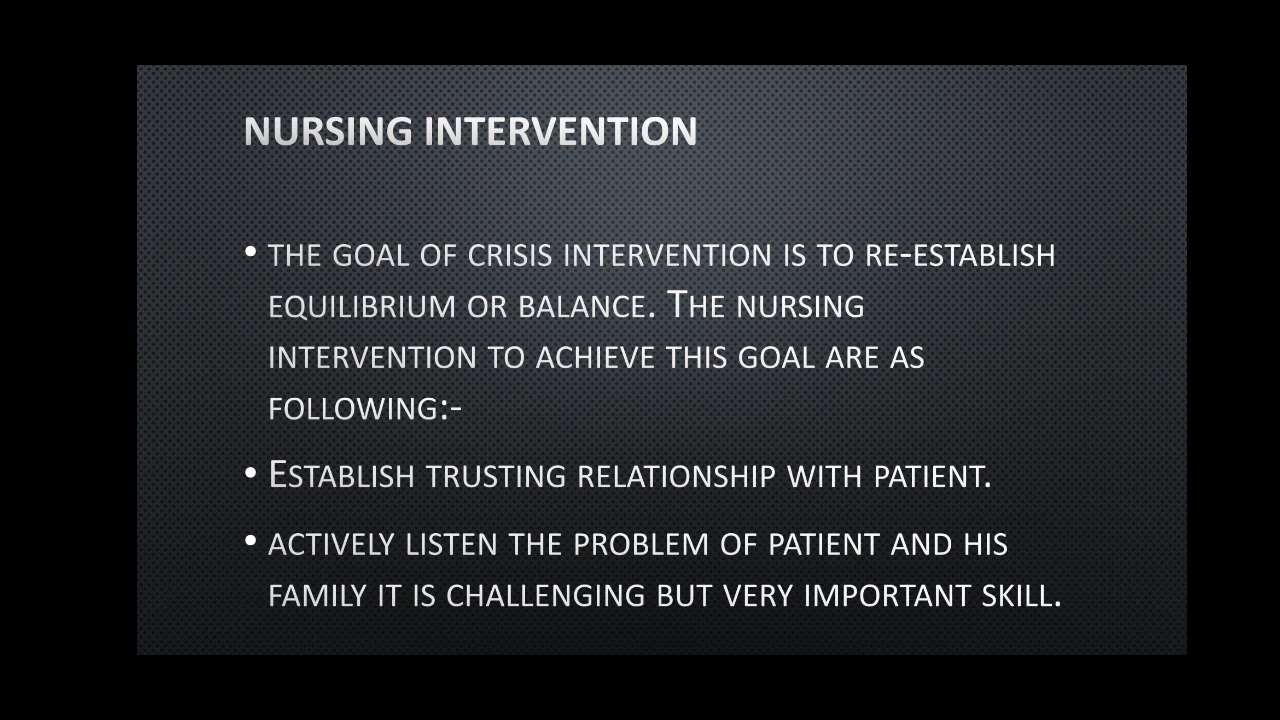 NURSING INTERVENTION
• THE GOAL OF CRISIS INTERVENTION IS TO RE-ESTABLISH
EQUILIBRIUM OR BALANCE. THE NURSING
INTERVENTION TO ACHIEVE THIS GOAL ARE AS
FOLLOWING:-
• ESTABLISH TRUSTING RELATIONSHIP WITH PATIENT.
• ACTIVELY LISTEN THE PROBLEM OF PATIENT AND HIS
FAMILY IT IS CHALLENGING BUT VERY IMPORTANT SKILL.